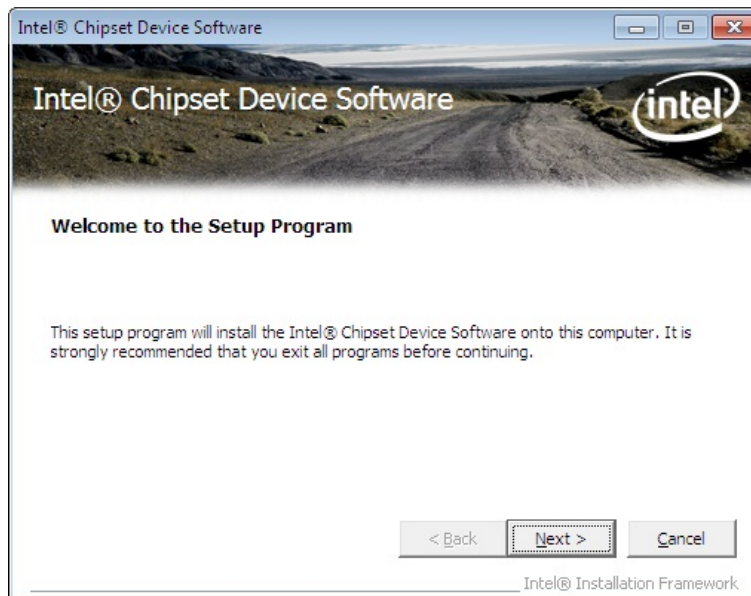 Intel® Chipset Device Software
Intel® Chipset Device Software
intel
Welcome to the Setup Program
This setup program will install the Intel® Chipset Device Software onto this computer. It is
strongly recommended that you exit all programs before continuing.
< Back
Next >
Cancel
Intel® Installation Framework